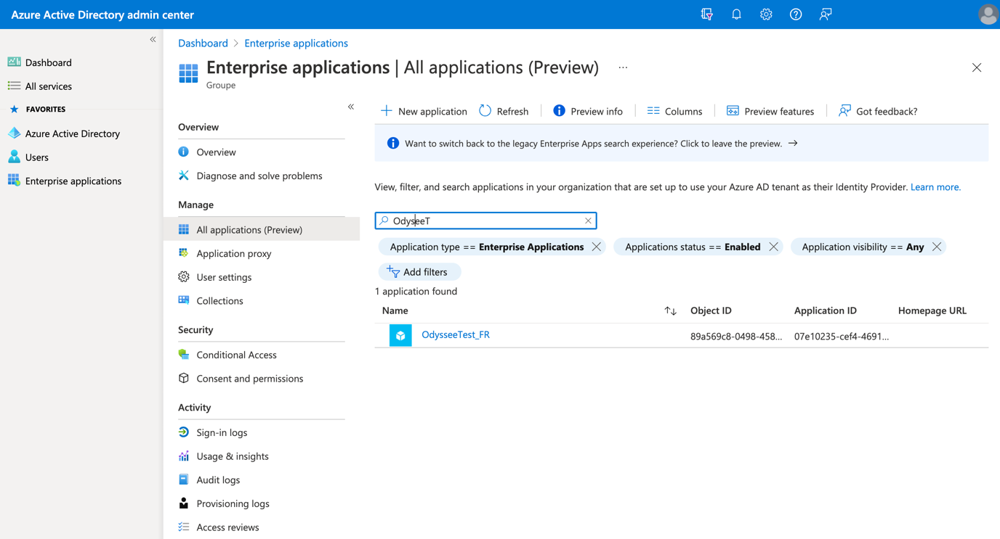 Azure Active Directory admin center
Dashboard
All services
FAVORITES
Azure Active Directory
Users
Enterprise applications
Dashboard > Enterprise applications
Enterprise applications | All applications (Preview) ...
Groupe
Overview
Overview
Diagnose and solve problems
Manage
All applications (Preview)
Application proxy
User settings
Collections
Security
Conditional Access
Consent and permissions
Activity
Sign-in logs
Usage & insights
Audit logs
Provisioning logs
Access reviews
New application Refresh Preview info Columns Preview features Got feedback?
Want to switch back to the legacy Enterprise Apps search experience? Click to leave the preview. →
View, filter, and search applications in your organization that are set up to use your Azure AD tenant as their Identity Provider. Learn more.
OdyseeT
Application type == Enterprise Applications Applications status == Enabled Application visibility == Any
Add filters
1 application found
Name Object ID Application ID Homepage URL
OdysseeTest_FR 89a569c8-0498-458... 07e10235-cef4-4691...